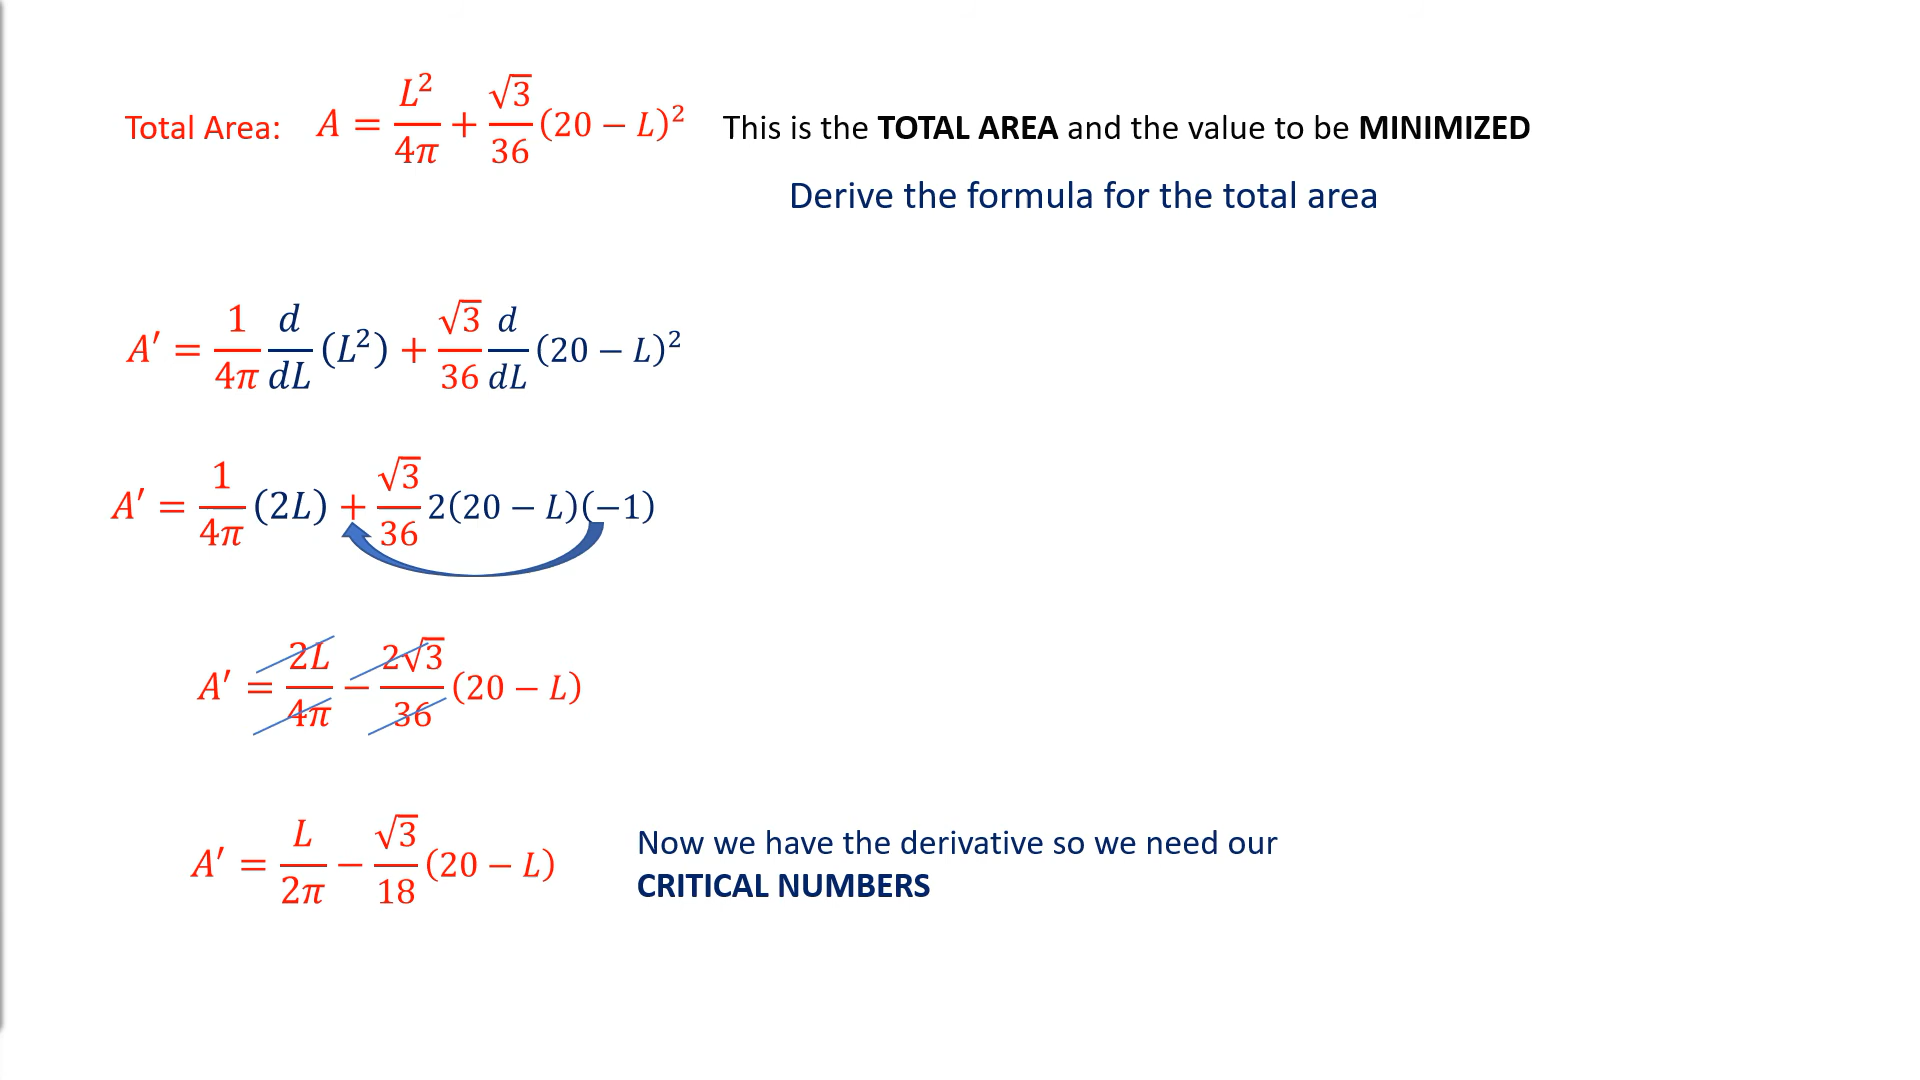 Total Area: A = L²/4π + √3/36 (20 − L)² This is the TOTAL AREA and the value to be MINIMIZED
Derive the formula for the total area
A′ = 1/4π d/dL (L²) + √3/36 d/dL (20 − L)²
A′ = 1/4π (2L) + √3/36 2(20 − L)(−1)
A′ = 2L/4π − 2√3/36 (20 − L)
A′ = L/2π − √3/18 (20 − L)
Now we have the derivative so we need our
CRITICAL NUMBERS